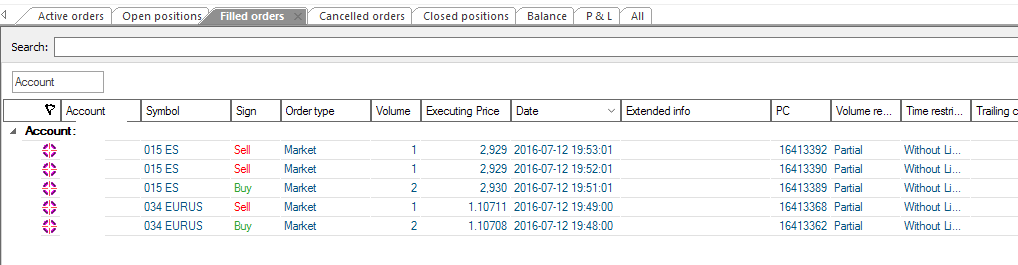 Active orders Open positions Filled orders Cancelled orders Closed positions Balance P & L All
Search:
Account
Account Symbol Sign Order type Volume Executing Price Date Extended info PC Volume re... Time restri... Trailing c
Account:
015 ES Sell Market 1 2,929 2016-07-12 19:53:01 16413392 Partial Without Li...
015 ES Sell Market 1 2,929 2016-07-12 19:52:01 16413390 Partial Without Li...
015 ES Buy Market 2 2,930 2016-07-12 19:51:01 16413389 Partial Without Li...
034 EURUS Sell Market 1 1.10711 2016-07-12 19:49:00 16413368 Partial Without Li...
034 EURUS Buy Market 2 1.10708 2016-07-12 19:48:00 16413362 Partial Without Li...